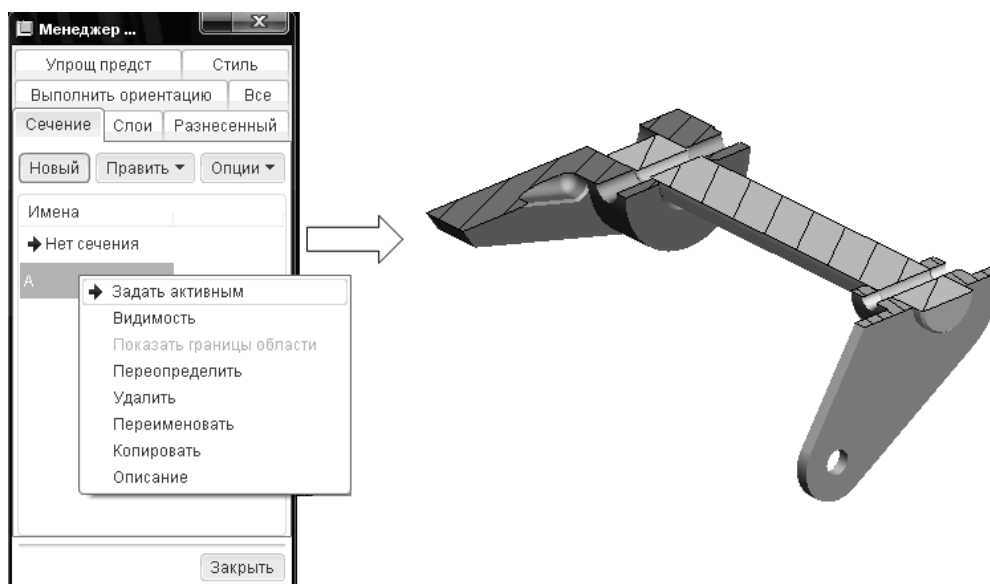 Менеджер ...
Упрощ предст Стиль
Выполнить ориентацию Все
Сечение Слои Разнесенный
Новый Править Опции
Имена
Нет сечения
A
Задать активным
Видимость
Показать границы области
Переопределить
Удалить
Переименовать
Копировать
Описание
Закрыть